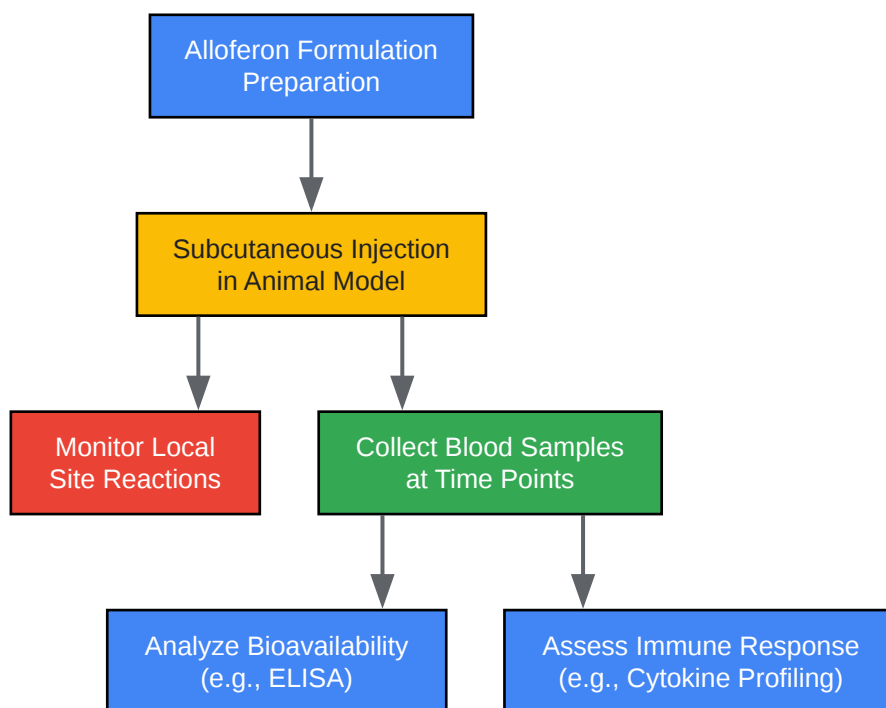 Alloferon Formulation
Preparation
Subcutaneous Injection
in Animal Model
Monitor Local
Site Reactions
Collect Blood Samples
at Time Points
Analyze Bioavailability
(e.g., ELISA)
Assess Immune Response
(e.g., Cytokine Profiling)